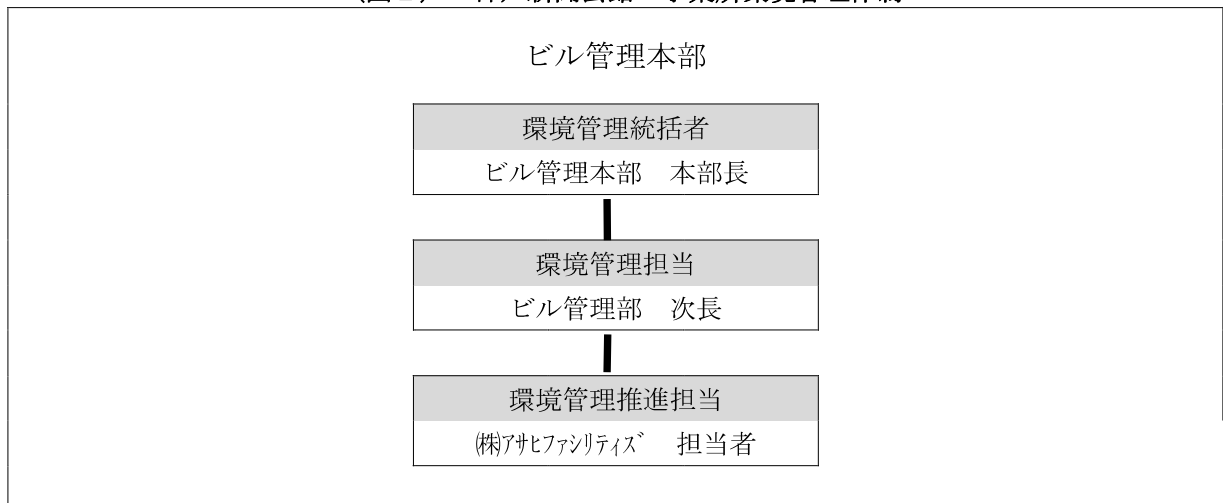 ビル管理本部
環境管理統括者
ビル管理本部　本部長
環境管理担当
ビル管理部　次長
環境管理推進担当
㈱ｱｻﾋﾌｧｼﾘﾃｨｽﾞ　担当者